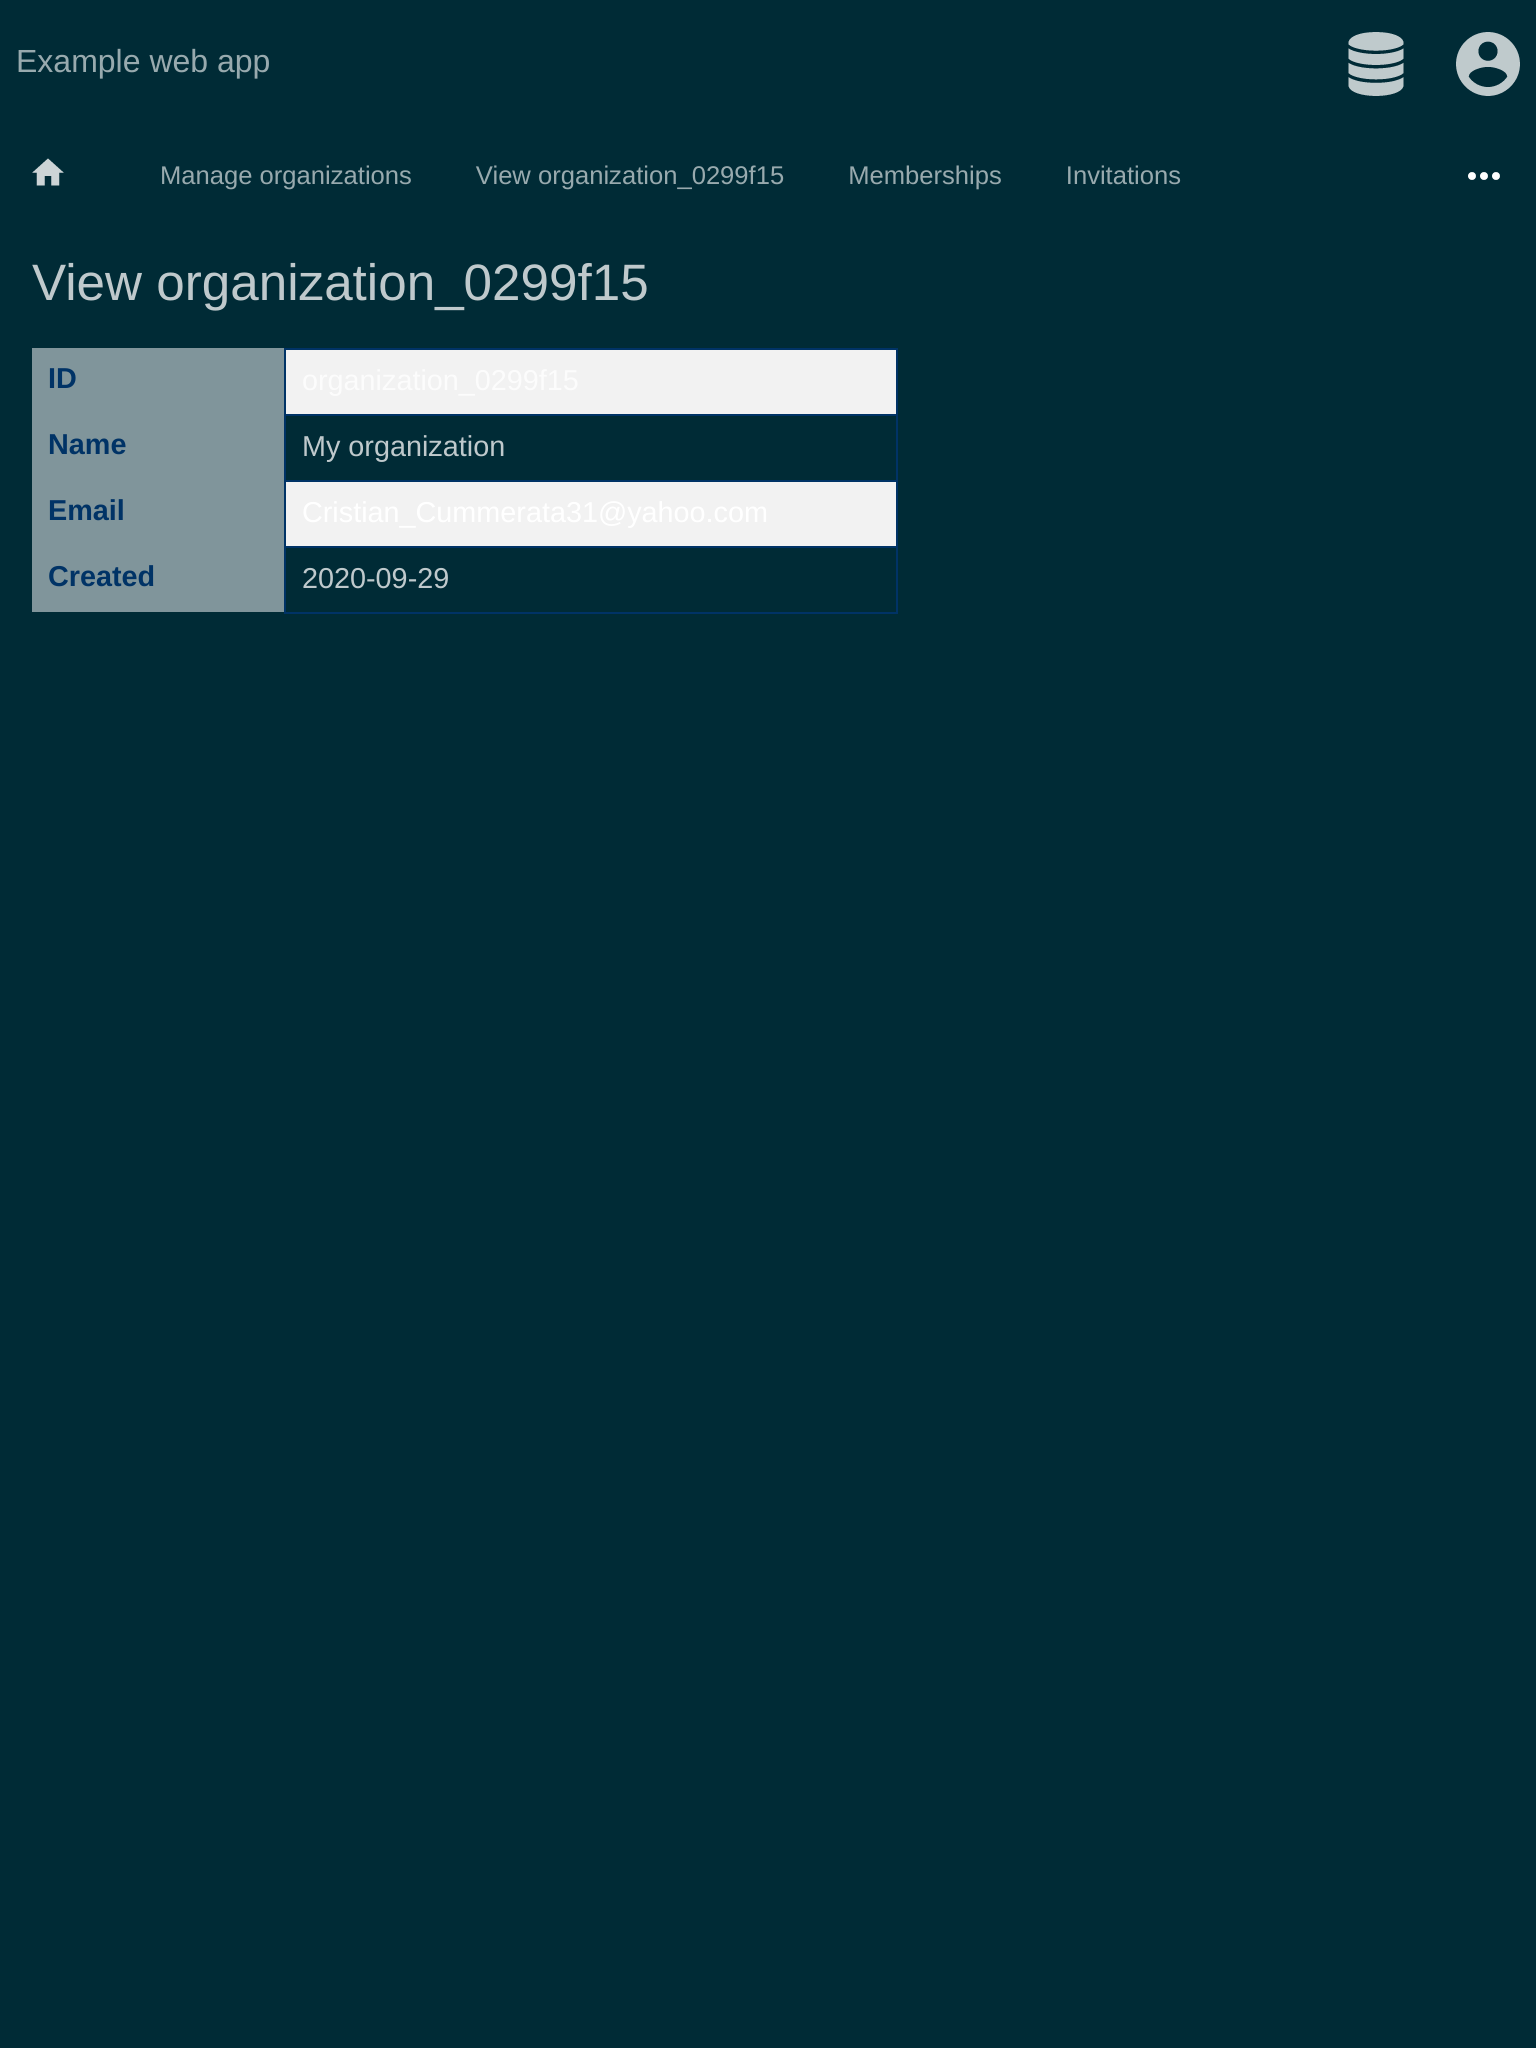 Example web app
Manage organizations View organization_0299f15 Memberships Invitations
View organization_0299f15
ID organization_0299f15
Name My organization
Email Cristian_Cummerata31@yahoo.com
Created 2020-09-29